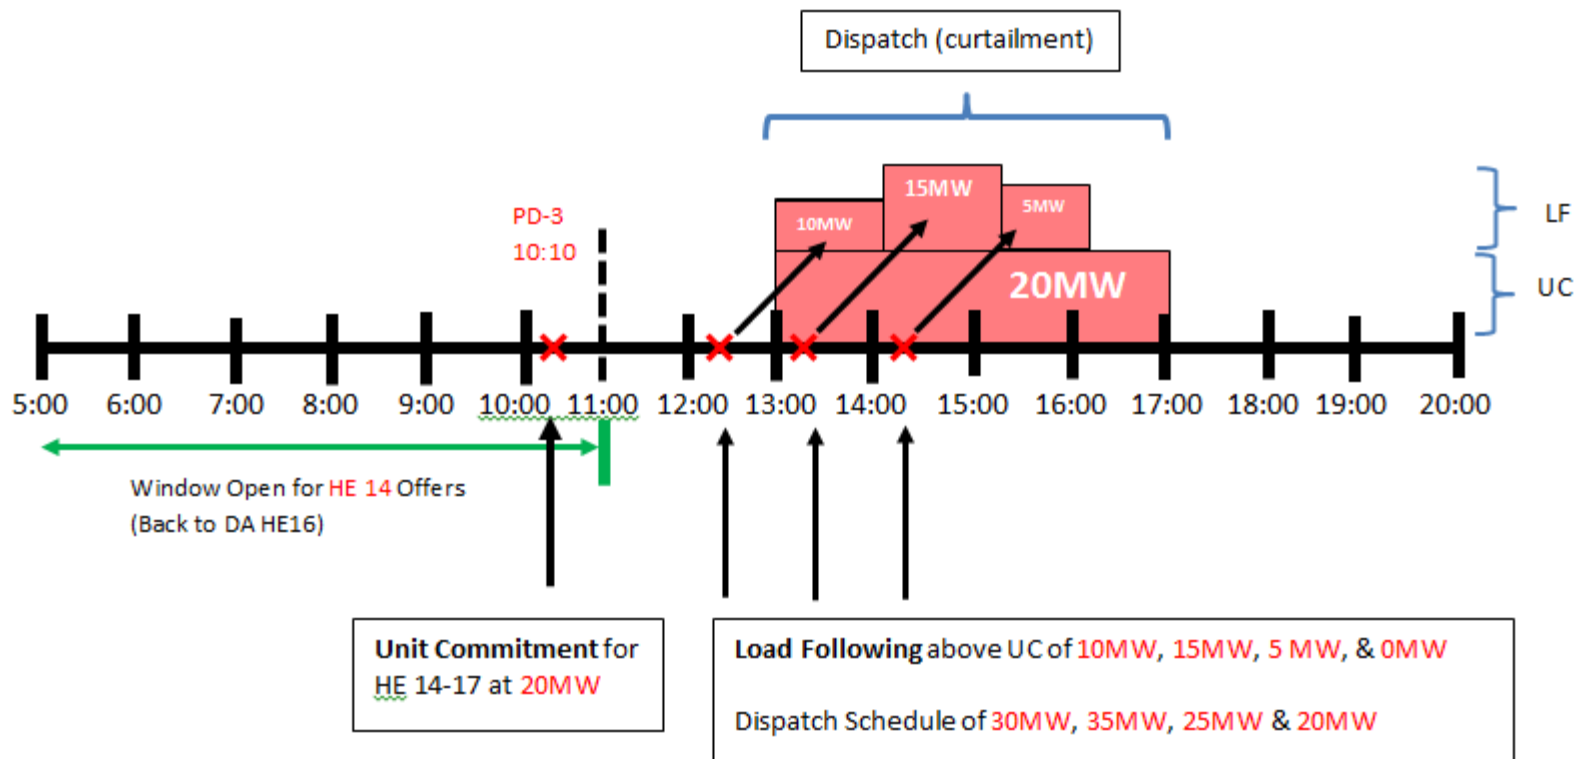 Dispatch (curtailment)
PD-3
10:10
10MW
15MW
5MW
LF
20MW
UC
5:00 6:00 7:00 8:00 9:00 10:00 11:00 12:00 13:00 14:00 15:00 16:00 17:00 18:00 19:00 20:00
Window Open for HE 14 Offers
(Back to DA HE16)
Unit Commitment for
HE 14-17 at 20MW
Load Following above UC of 10MW, 15MW, 5 MW, & 0MW
Dispatch Schedule of 30MW, 35MW, 25MW & 20MW